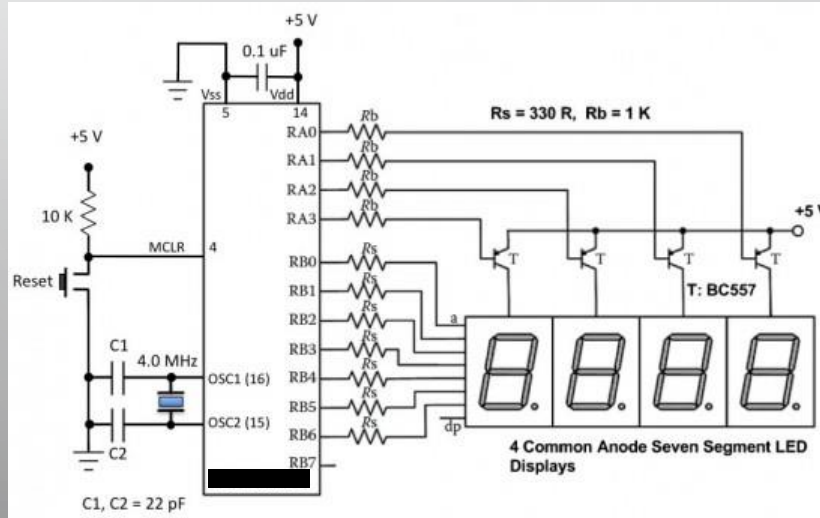 +5 V
0.1 uF
Vss
Vdd
5
14
+5 V
10 K
MCLR
4
Reset
C1
4.0 MHz
OSC1 (16)
OSC2 (15)
C2
C1, C2 = 22 pF
RA0
Rb
RA1
Rb
RA2
Rb
RA3
Rb
RB0
Rs
RB1
Rs
RB2
Rs
RB3
Rs
RB4
Rs
RB5
Rs
RB6
Rs
RB7
Rs = 330 R, Rb = 1 K
+5 V
T
T
T
T
T: BC557
a
dp
4 Common Anode Seven Segment LED
Displays